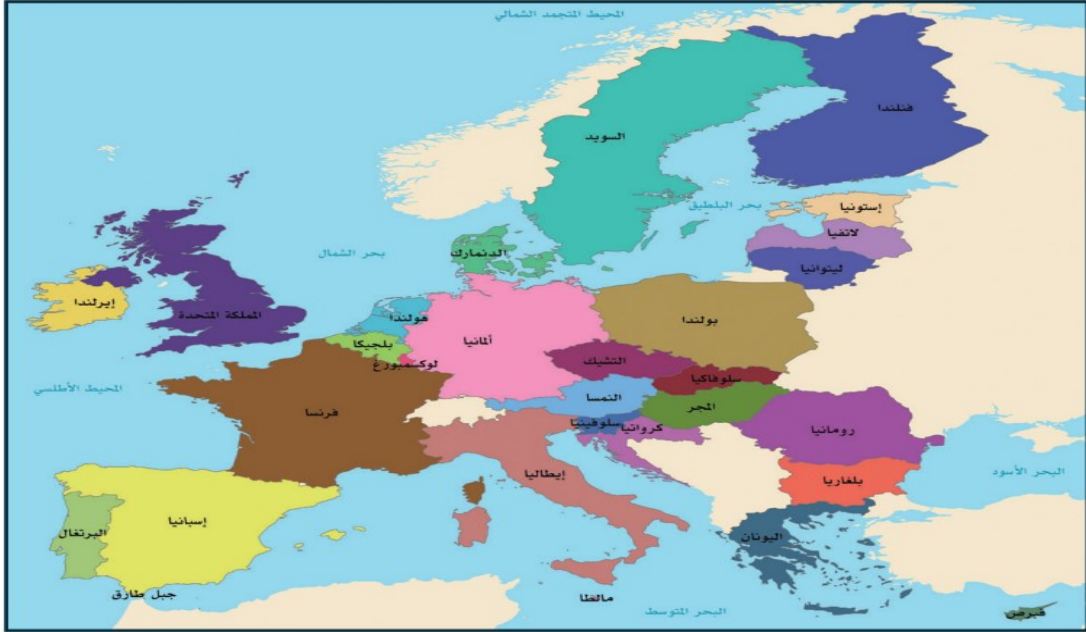 المحيط المتجمد الشمالي
فنلندا
السويد
بحر البلطيق
إستونيا
لاتفيا
ليتوانيا
بحر الشمال
الدنمارك
إيرلندا
المملكة المتحدة
هولندا
بلجيكا
لوكسمبورغ
ألمانيا
بولندا
التشيك
سلوفاكيا
المحيط الأطلسي
فرنسا
النمسا
المجر
سلوفينيا
كرواتيا
رومانيا
إيطاليا
بلغاريا
البحر الأسود
إسبانيا
البرتغال
اليونان
جبل طارق
مالطا
البحر المتوسط
قبرص